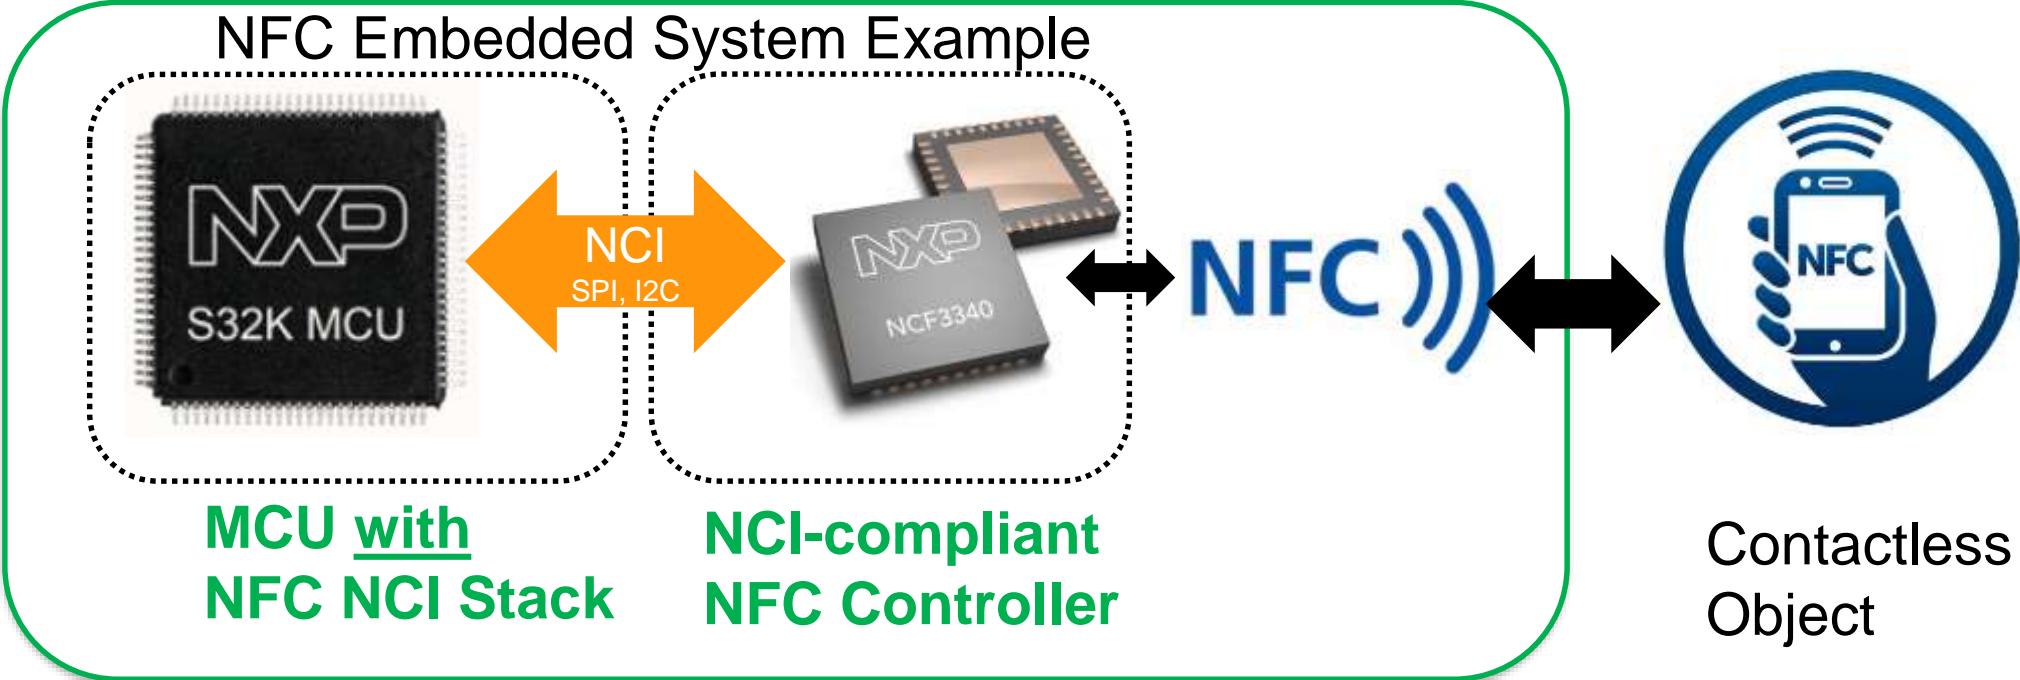 NFC Embedded System Example
NXP
S32K MCU
NCI
SPI, I2C
NXP
NCF3340
NFC
NFC
MCU with
NFC NCI Stack
NCI-compliant
NFC Controller
Contactless
Object